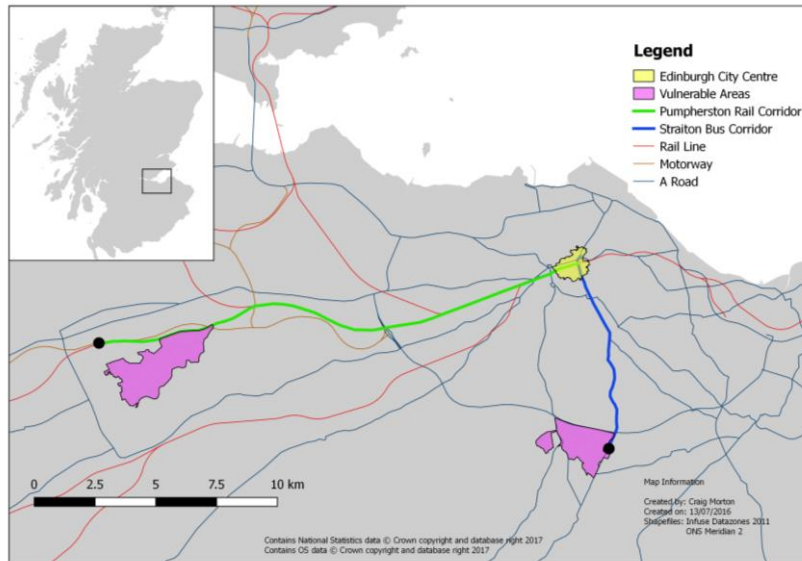 Legend
Edinburgh City Centre
Vulnerable Areas
Pumpherston Rail Corridor
Straiton Bus Corridor
Rail Line
Motorway
A Road
0 2.5 5 7.5 10 km
Map Information
Created by: Craig Morton
Created on: 13/07/2016
Shapefiles: Infuse Datazones 2011
ONS Meridian 2
Contains National Statistics data © Crown copyright and database right 2017
Contains OS data © Crown copyright and database right 2017